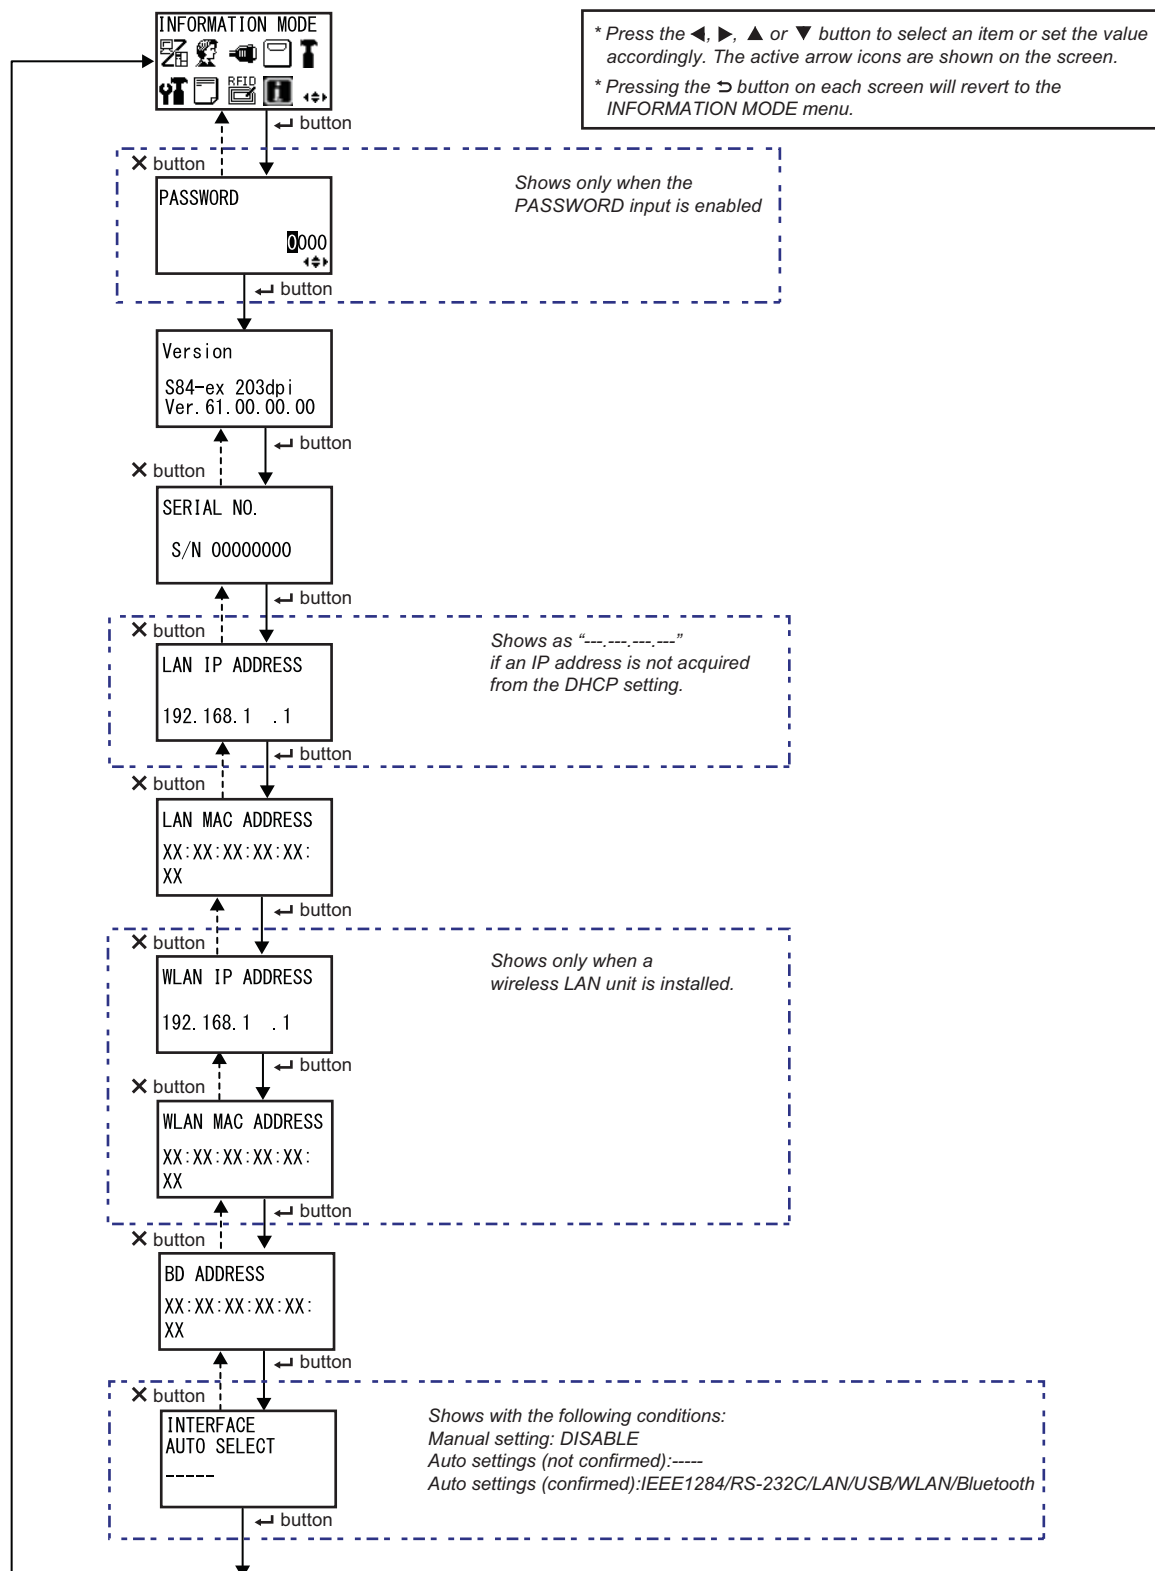 INFORMATION MODE
RFID
* Press the ◀, ▶, ▲ or ▼ button to select an item or set the value
accordingly. The active arrow icons are shown on the screen.
* Pressing the ⮌ button on each screen will revert to the
INFORMATION MODE menu.
↵ button
✕ button
PASSWORD
0000
Shows only when the
PASSWORD input is enabled
↵ button
Version
S84-ex 203dpi
Ver.61.00.00.00
↵ button
✕ button
SERIAL NO.
S/N 00000000
↵ button
✕ button
LAN IP ADDRESS
192.168.1 .1
Shows as “---.---.---.---”
if an IP address is not acquired
from the DHCP setting.
↵ button
✕ button
LAN MAC ADDRESS
XX:XX:XX:XX:XX:
XX
↵ button
✕ button
WLAN IP ADDRESS
192.168.1 .1
Shows only when a
wireless LAN unit is installed.
↵ button
✕ button
WLAN MAC ADDRESS
XX:XX:XX:XX:XX:
XX
↵ button
✕ button
BD ADDRESS
XX:XX:XX:XX:XX:
XX
↵ button
✕ button
INTERFACE
AUTO SELECT
-----
Shows with the following conditions:
Manual setting: DISABLE
Auto settings (not confirmed):-----
Auto settings (confirmed):IEEE1284/RS-232C/LAN/USB/WLAN/Bluetooth
↵ button